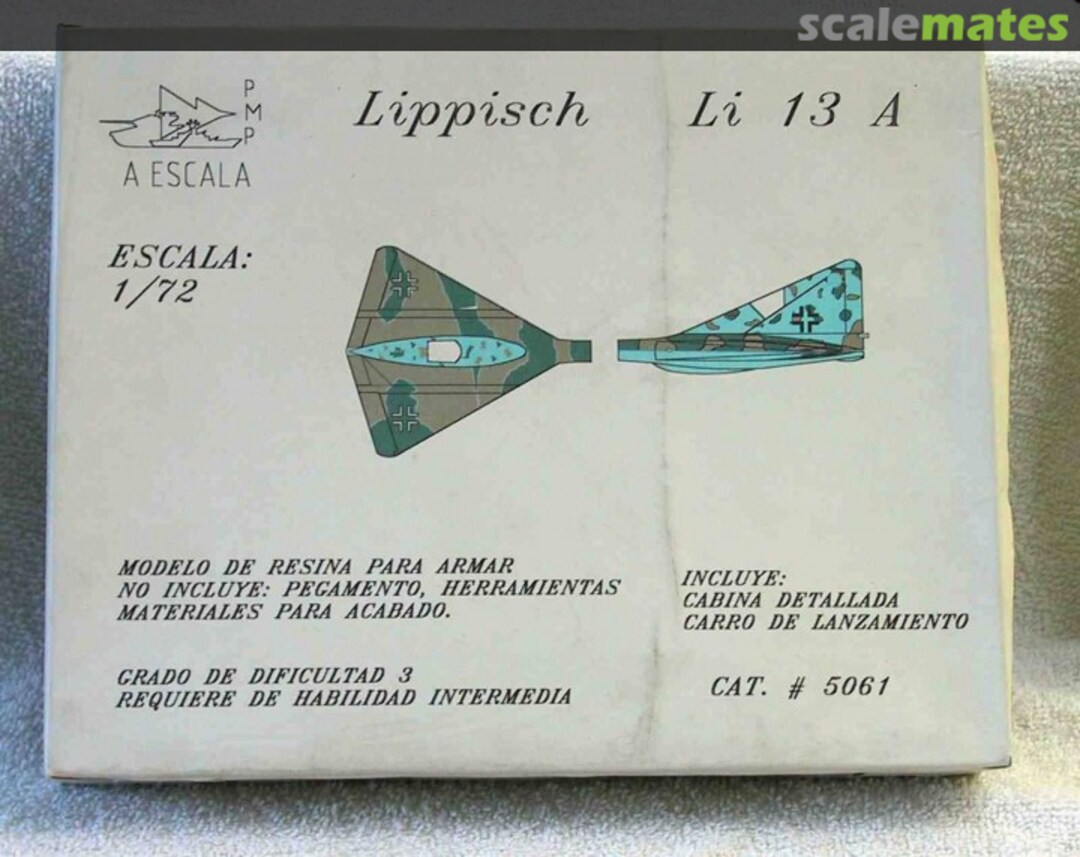 scalemates
PMP
A ESCALA
Lippisch Li 13 A
ESCALA:
1/72
MODELO DE RESINA PARA ARMAR
NO INCLUYE: PEGAMENTO, HERRAMIENTAS
MATERIALES PARA ACABADO.
INCLUYE:
CABINA DETALLADA
CARRO DE LANZAMIENTO
GRADO DE DIFICULTAD 3
REQUIERE DE HABILIDAD INTERMEDIA
CAT. # 5061